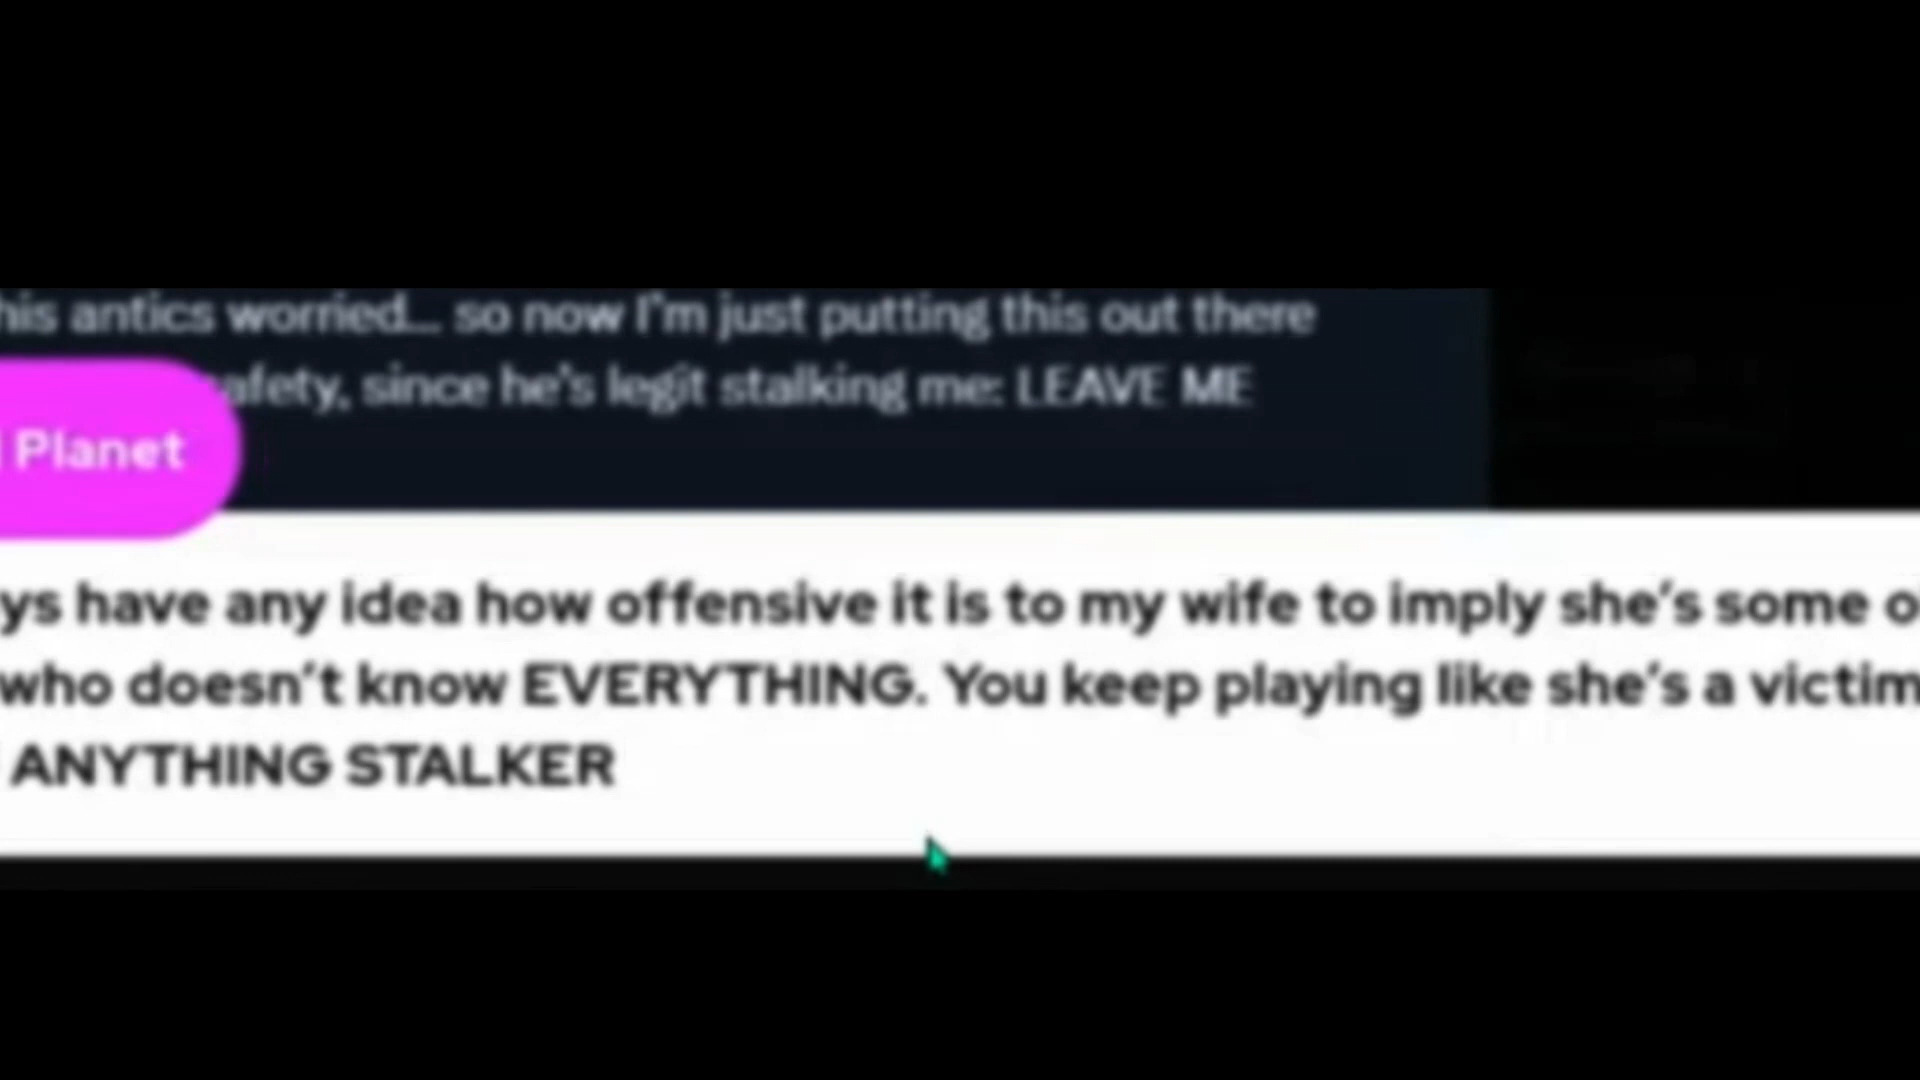 his antics worried... so now I'm just putting this out there
afety, since he's legit stalking me: LEAVE ME
Planet
ys have any idea how offensive it is to my wife to imply she's some o
who doesn't know EVERYTHING. You keep playing like she's a victim
ANYTHING STALKER